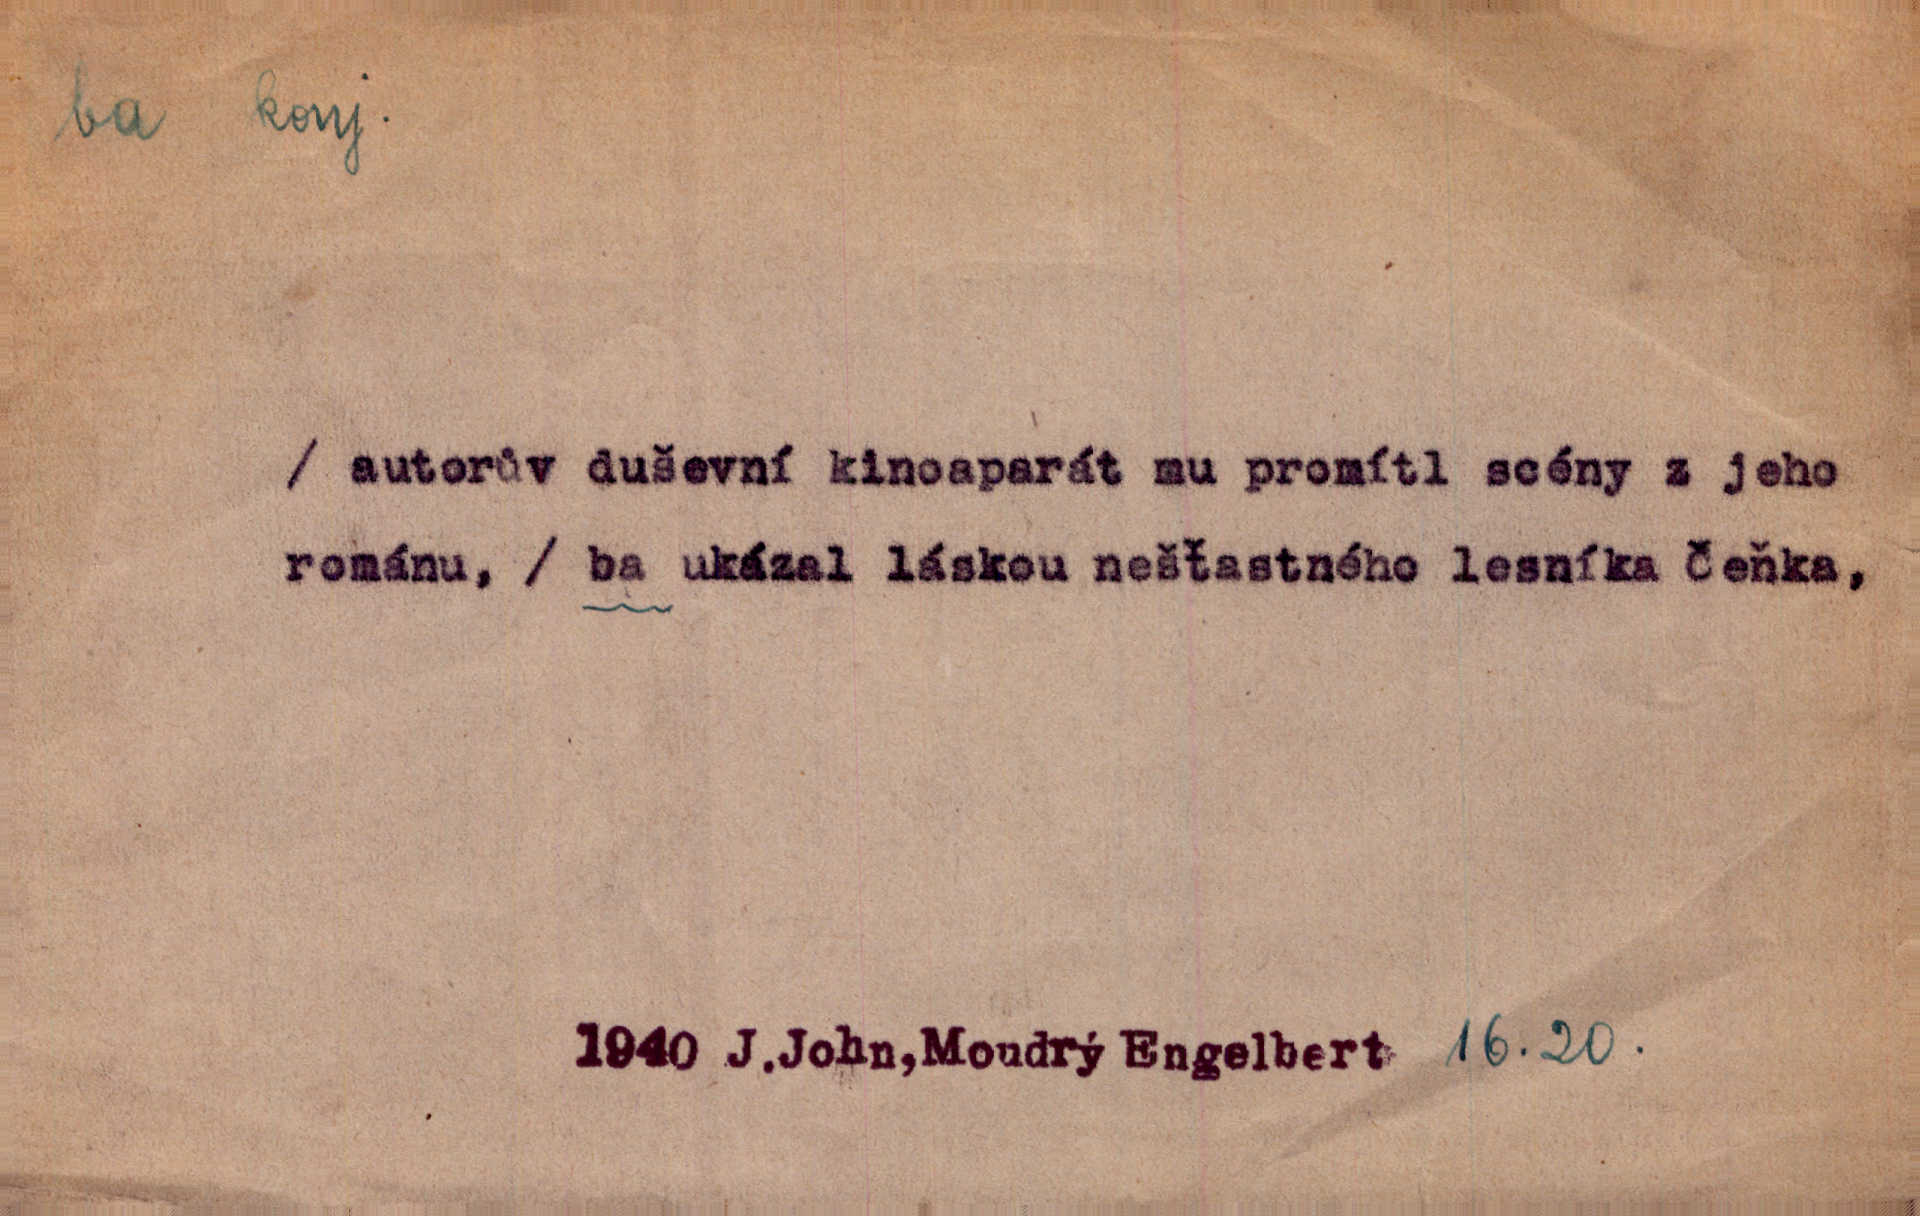 ba konj.
/ autorův duševní kinoaparát mu promítl scény z jeho
románu, / ba ukázal láskou nešťastného lesníka Čeňka,
1940 J.John,Moudrý Engelbert 16.20.